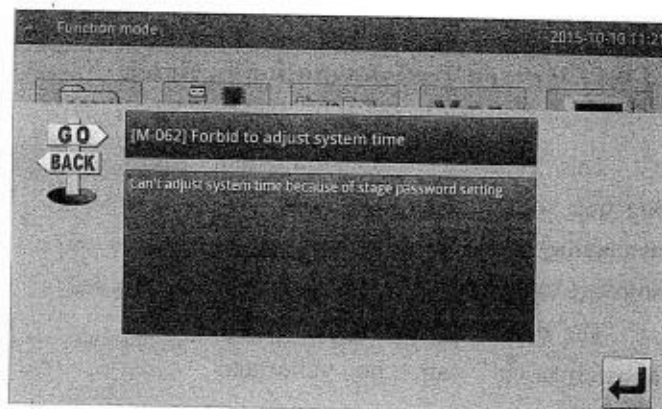 Function mode
2015-10-10 11:2
GO
BACK
[M-062] Forbid to adjust system time
Can't adjust system time because of stage password setting